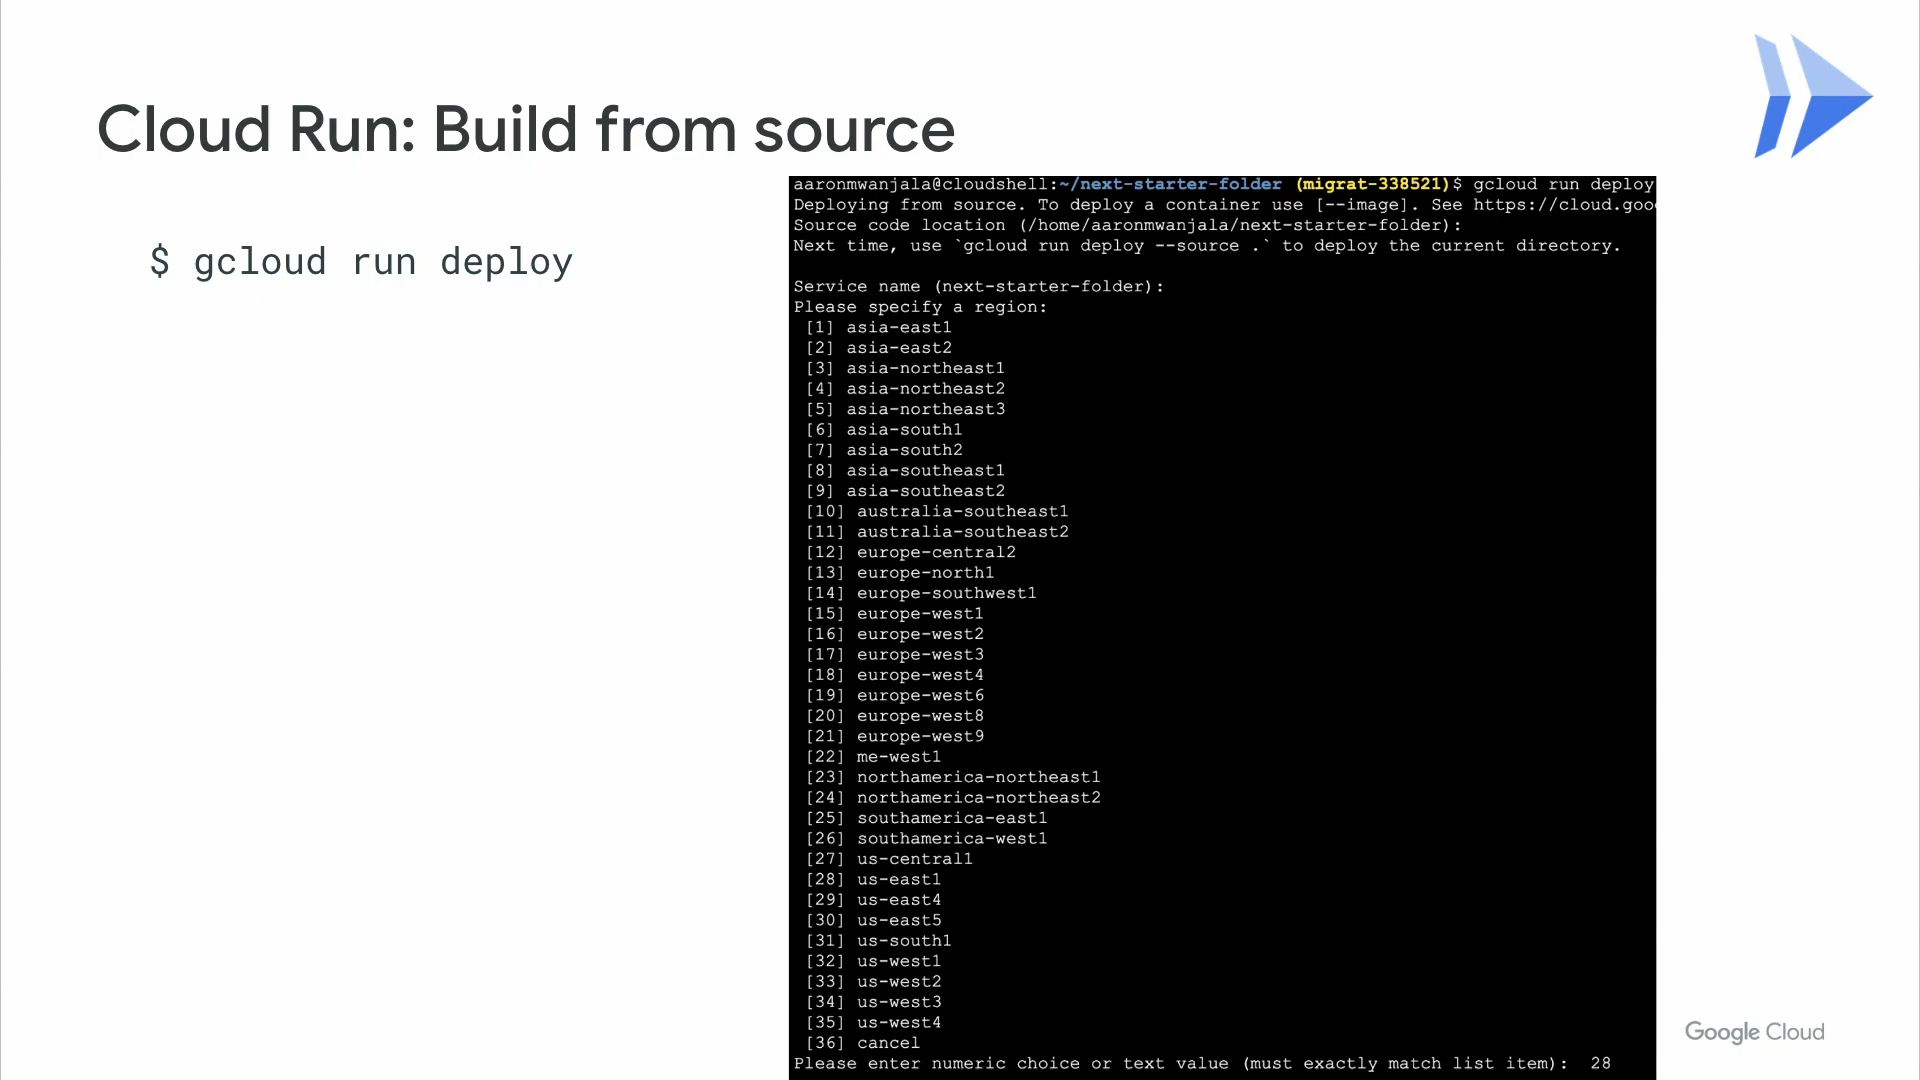 Cloud Run: Build from source
$ gcloud run deploy
aaronmwanjala@cloudshell:~/next-starter-folder (migrat-338521)$ gcloud run deploy
Deploying from source. To deploy a container use [--image]. See https://cloud.goo
Source code location (/home/aaronmwanjala/next-starter-folder):
Next time, use `gcloud run deploy --source .` to deploy the current directory.
Service name (next-starter-folder):
Please specify a region:
[1] asia-east1
[2] asia-east2
[3] asia-northeast1
[4] asia-northeast2
[5] asia-northeast3
[6] asia-south1
[7] asia-south2
[8] asia-southeast1
[9] asia-southeast2
[10] australia-southeast1
[11] australia-southeast2
[12] europe-central2
[13] europe-north1
[14] europe-southwest1
[15] europe-west1
[16] europe-west2
[17] europe-west3
[18] europe-west4
[19] europe-west6
[20] europe-west8
[21] europe-west9
[22] me-west1
[23] northamerica-northeast1
[24] northamerica-northeast2
[25] southamerica-east1
[26] southamerica-west1
[27] us-central1
[28] us-east1
[29] us-east4
[30] us-east5
[31] us-south1
[32] us-west1
[33] us-west2
[34] us-west3
[35] us-west4
[36] cancel
Please enter numeric choice or text value (must exactly match list item):  28
Google Cloud